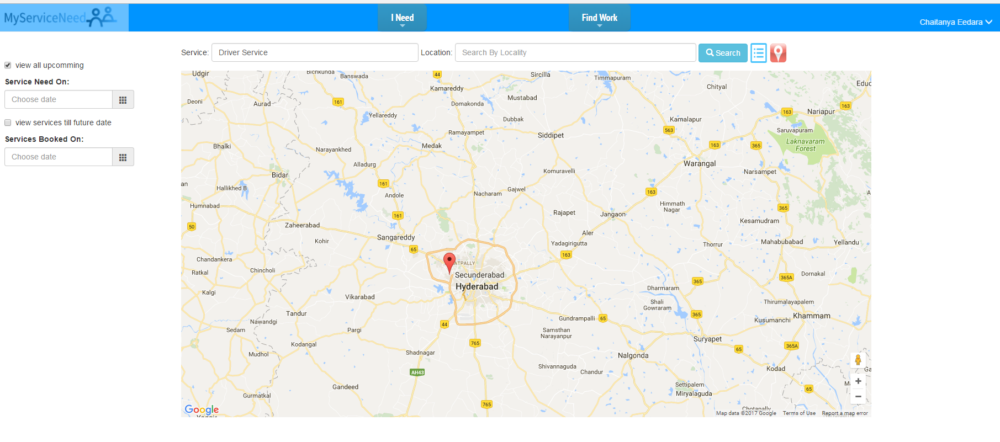 MyServiceNeed
I Need
Find Work
Chaitanya Eedara
Service:
Driver Service
Location:
Search By Locality
Search
view all upcomming
Service Need On:
Choose date
view services till future date
Services Booked On:
Choose date
Udgir
Bichkunda
Banswada
44
Kamareddy
Sircilla
Timmapuram
Chityal
Deoni
Aurad
161
Domakonda
Mustabad
163
163
Nariapur
Yellareddy
Dubbak
Kamalapur
563
Saruvapuram
Ramayampet
Siddipet
Laknavaram
Forest
Bhalki
Narayankhed
Medak
163
365
Alladurg
Warangal
Bidar
Komuravelli
Narsampet
Hallikhed B
161
Andole
Nacharam
Gajwel
163
Humnabad
161
Rajapet
Jangaon
Himmath
Nagar
365
50
Zaheerabad
Kesamudram
Sangareddy
Aler
Kohir
65
Yadagirigutta
Thorrur
Mahabubabad
Yellandu
Chandankera
163
ATPALLY
Ratkal
Chincholi
Secunderabad
365A
Dornakal
Hyderabad
365
Kalgi
Dharmaram
Vikarabad
Shali
Gowraram
Thirumalayapalem
Tandur
365
Khammam
Nawandgi
44
Gundrampalli
65
Kusumanchi
Sedam
Pargi
Samsthan
Narayanpur
Suryapet
Kodangal
765
365A
Mudhol
Shadnagar
Nalgonda
65
AH43
Shivannaguda
Chandur
Kodad
Gandeed
Settipalem
Gurmatkal
Miryalaguda
65
765
Chotapally
Google
Map data ©2017 Google
Terms of Use
Report a map error